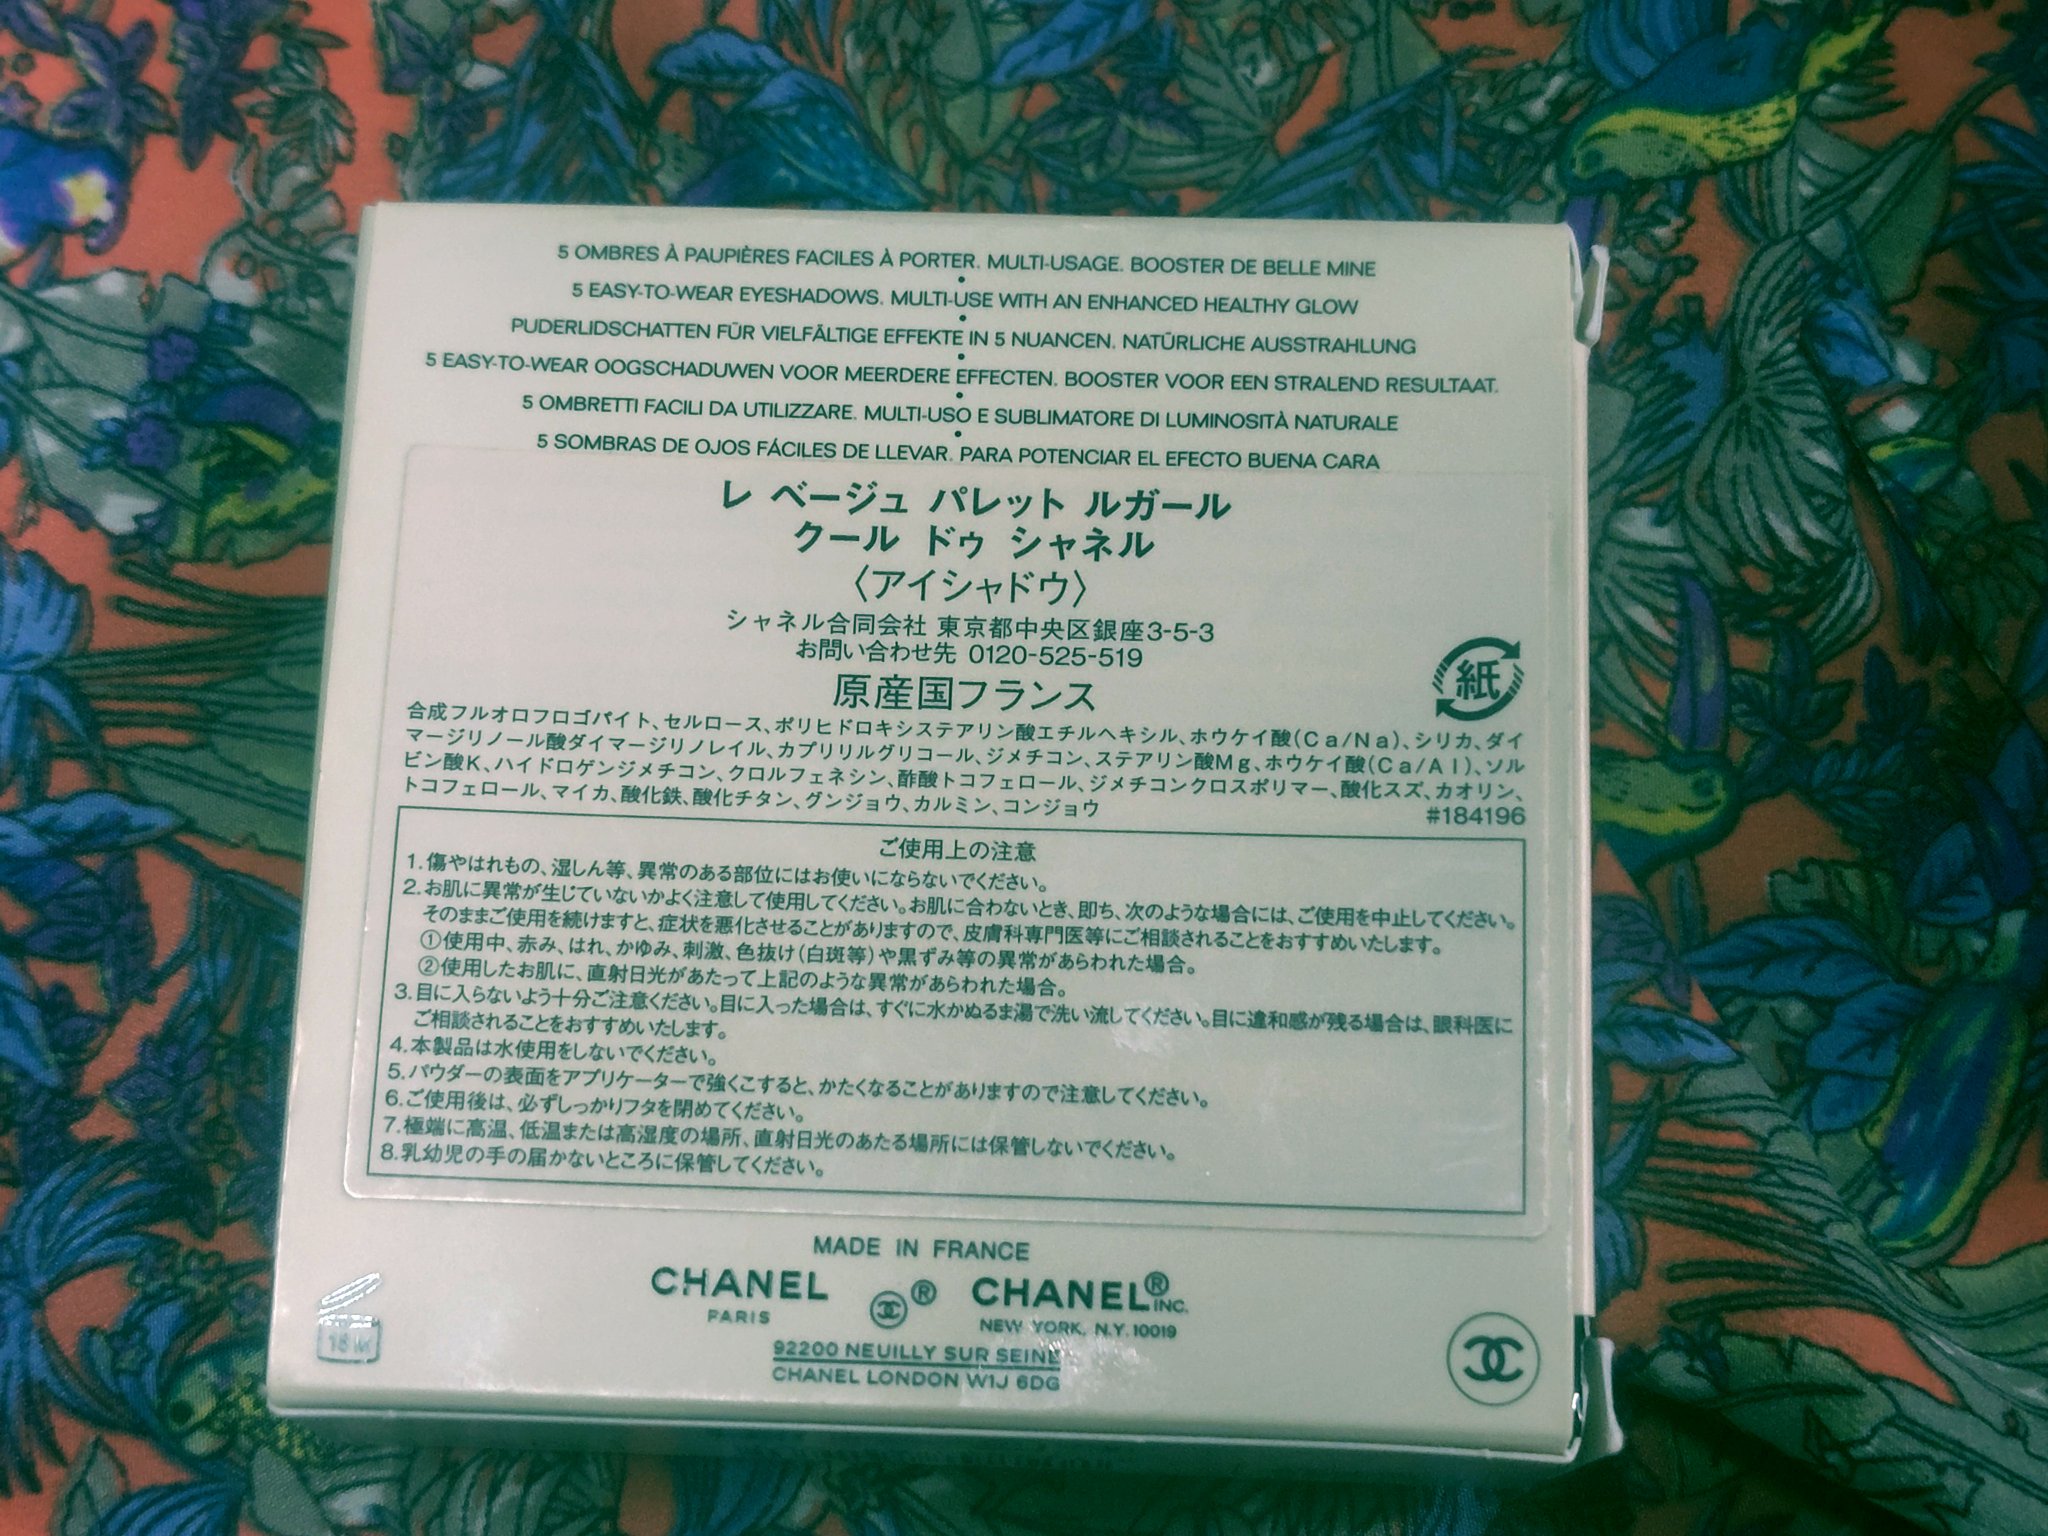 5 OMBRES À PAUPIÈRES FACILES À PORTER. MULTI-USAGE. BOOSTER DE BELLE MINE
•
5 EASY-TO-WEAR EYESHADOWS. MULTI-USE WITH AN ENHANCED HEALTHY GLOW
•
PUDERLIDSCHATTEN FÜR VIELFÄLTIGE EFFEKTE IN 5 NUANCEN. NATÜRLICHE AUSSTRAHLUNG
•
5 EASY-TO-WEAR OOGSCHADUWEN VOOR MEERDERE EFFECTEN. BOOSTER VOOR EEN STRALEND RESULTAAT.
•
5 OMBRETTI FACILI DA UTILIZZARE. MULTI-USO E SUBLIMATORE DI LUMINOSITÀ NATURALE
•
5 SOMBRAS DE OJOS FÁCILES DE LLEVAR. PARA POTENCIAR EL EFECTO BUENA CARA
レ ベージュ パレット ルガール
クール ドゥ シャネル
〈アイシャドウ〉
シャネル合同会社 東京都中央区銀座3-5-3
お問い合わせ先 0120-525-519
原産国フランス
紙
合成フルオロフロゴパイト、セルロース、ポリヒドロキシステアリン酸エチルヘキシル、ホウケイ酸(Ca/Na)、シリカ、ダイ
マージリノール酸ダイマージリノレイル、カプリリルグリコール、ジメチコン、ステアリン酸Mg、ホウケイ酸(Ca/Al)、ソル
ビン酸K、ハイドロゲンジメチコン、クロルフェネシン、酢酸トコフェロール、ジメチコンクロスポリマー、酸化スズ、カオリン、
トコフェロール、マイカ、酸化鉄、酸化チタン、グンジョウ、カルミン、コンジョウ
#184196
ご使用上の注意
1.傷やはれもの、湿しん等、異常のある部位にはお使いにならないでください。
2.お肌に異常が生じていないかよく注意して使用してください。お肌に合わないとき、即ち、次のような場合には、ご使用を中止してください。
そのままご使用を続けますと、症状を悪化させることがありますので、皮膚科専門医等にご相談されることをおすすめいたします。
①使用中、赤み、はれ、かゆみ、刺激、色抜け(白斑等)や黒ずみ等の異常があらわれた場合。
②使用したお肌に、直射日光があたって上記のような異常があらわれた場合。
3.目に入らないよう十分ご注意ください。目に入った場合は、すぐに水かぬるま湯で洗い流してください。目に違和感が残る場合は、眼科医に
ご相談されることをおすすめいたします。
4.本製品は水使用をしないでください。
5.パウダーの表面をアプリケーターで強くこすると、かたくなることがありますので注意してください。
6.ご使用後は、必ずしっかりフタを閉めてください。
7.極端に高温、低温または高湿度の場所、直射日光のあたる場所には保管しないでください。
8.乳幼児の手の届かないところに保管してください。
MADE IN FRANCE
CHANEL ® CHANEL®
PARIS INC.
NEW YORK, N.Y. 10019
92200 NEUILLY SUR SEINE
CHANEL LONDON W1J 6DG
18 M